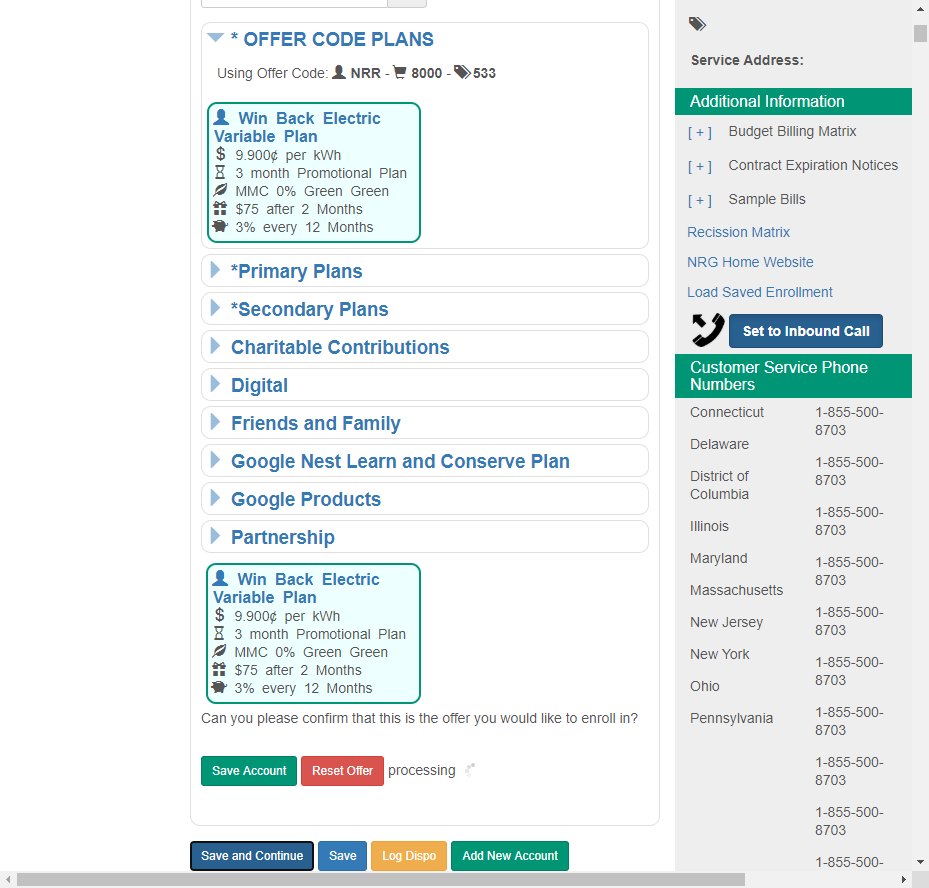 * OFFER CODE PLANS
Using Offer Code: NRR - 8000 - 533
Win Back Electric
Variable Plan
$ 9.900¢ per kWh
3 month Promotional Plan
MMC 0% Green Green
$75 after 2 Months
3% every 12 Months
*Primary Plans
*Secondary Plans
Charitable Contributions
Digital
Friends and Family
Google Nest Learn and Conserve Plan
Google Products
Partnership
Win Back Electric
Variable Plan
$ 9.900¢ per kWh
3 month Promotional Plan
MMC 0% Green Green
$75 after 2 Months
3% every 12 Months
Can you please confirm that this is the offer you would like to enroll in?
Save Account Reset Offer processing
Save and Continue Save Log Dispo Add New Account
Service Address:
Additional Information
[ + ] Budget Billing Matrix
[ + ] Contract Expiration Notices
[ + ] Sample Bills
Recission Matrix
NRG Home Website
Load Saved Enrollment
Set to Inbound Call
Customer Service Phone
Numbers
Connecticut
Delaware
District of
Columbia
Illinois
Maryland
Massachusetts
New Jersey
New York
Ohio
Pennsylvania
1-855-500-
8703
1-855-500-
8703
1-855-500-
8703
1-855-500-
8703
1-855-500-
8703
1-855-500-
8703
1-855-500-
8703
1-855-500-
8703
1-855-500-
8703
1-855-500-